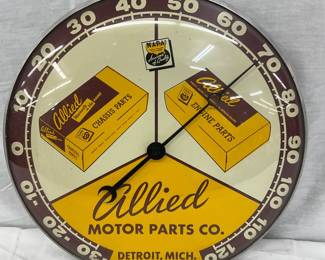 -30
-20
-10
0
10
20
30
40
50
60
70
80
90
100
110
120
NAPA
Allied
CHASSIS PARTS
Allied
ENGINE PARTS
Allied
MOTOR PARTS CO.
DETROIT, MICH.